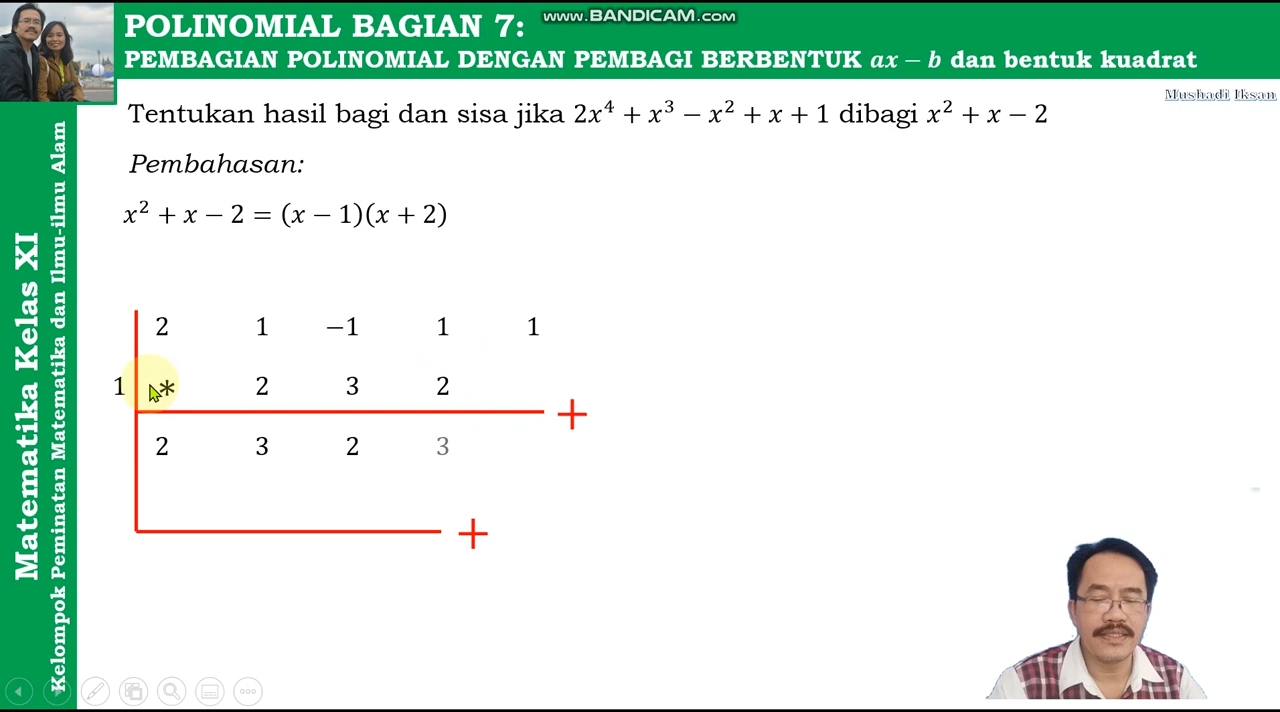 www.BANDICAM.com
POLINOMIAL BAGIAN 7:
PEMBAGIAN POLINOMIAL DENGAN PEMBAGI BERBENTUK ax − b dan bentuk kuadrat
Mushadi Iksan
Matematika Kelas XI
Kelompok Peminatan Matematika dan Ilmu-ilmu Alam
Tentukan hasil bagi dan sisa jika 2x⁴ + x³ − x² + x + 1 dibagi x² + x − 2
Pembahasan:
x² + x − 2 = (x − 1)(x + 2)
2 1 −1 1 1
1 * 2 3 2
+
2 3 2 3
+